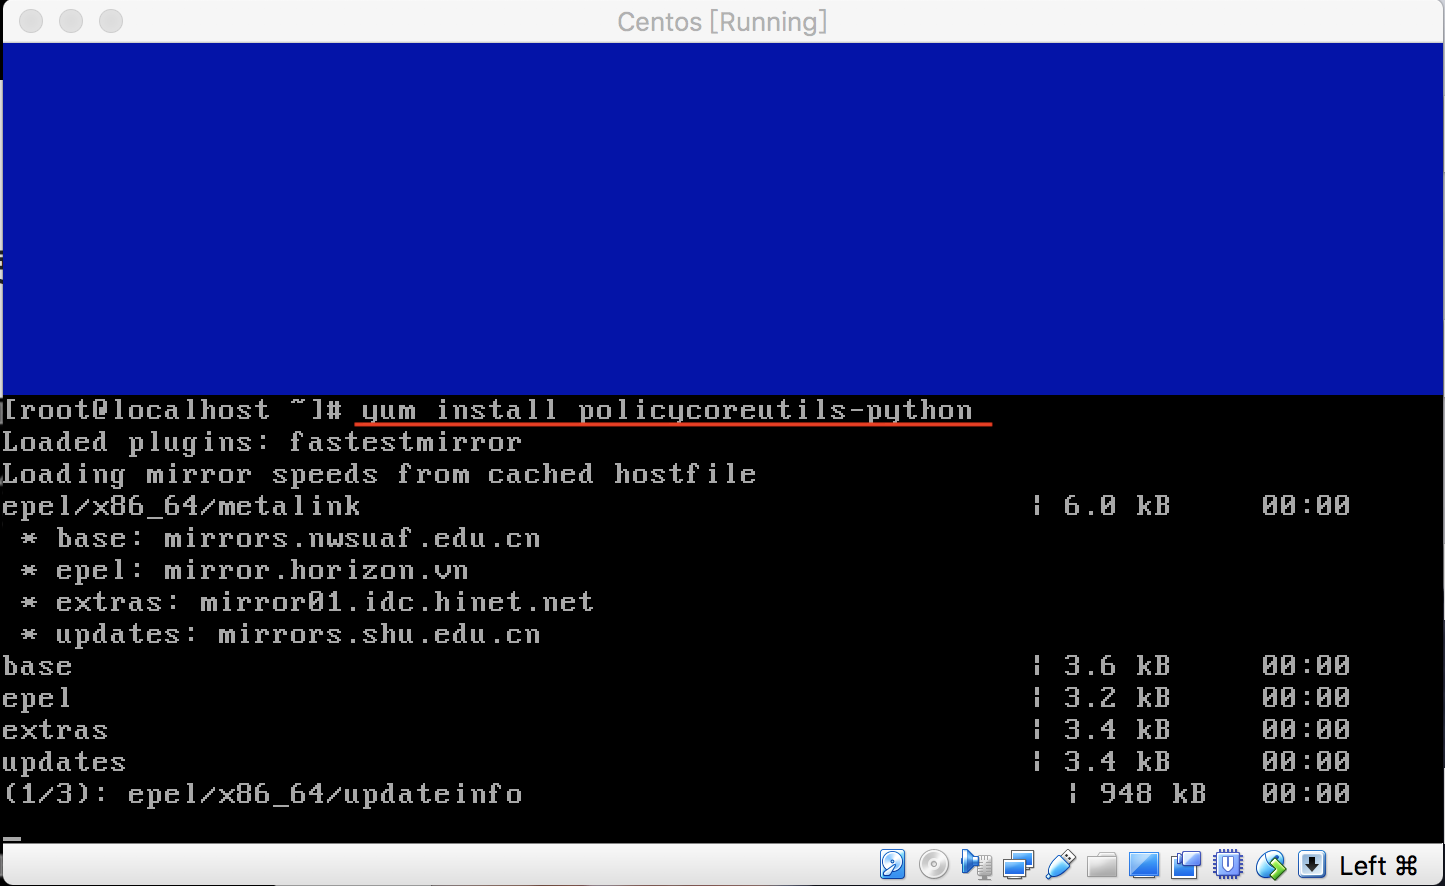 Centos [Running]
[root@localhost ~]# yum install policycoreutils-python
Loaded plugins: fastestmirror
Loading mirror speeds from cached hostfile
epel/x86_64/metalink | 6.0 kB 00:00
* base: mirrors.nwsuaf.edu.cn
* epel: mirror.horizon.vn
* extras: mirror01.idc.hinet.net
* updates: mirrors.shu.edu.cn
base | 3.6 kB 00:00
epel | 3.2 kB 00:00
extras | 3.4 kB 00:00
updates | 3.4 kB 00:00
(1/3): epel/x86_64/updateinfo | 948 kB 00:00
Left ⌘